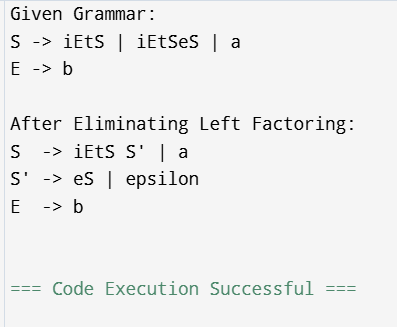 Given Grammar:
S -> iEtS | iEtSeS | a
E -> b
After Eliminating Left Factoring:
S  -> iEtS S' | a
S' -> eS | epsilon
E  -> b
=== Code Execution Successful ===